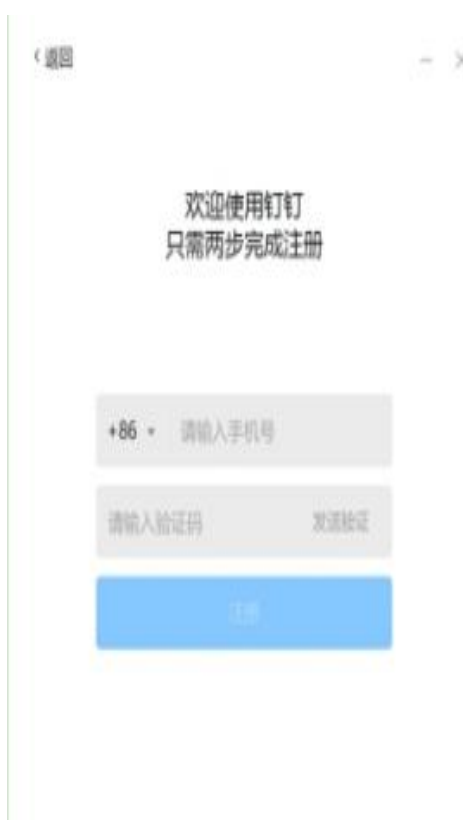 返回
欢迎使用钉钉
只需两步完成注册
+86 请输入手机号
请输入验证码 发送验证
注册